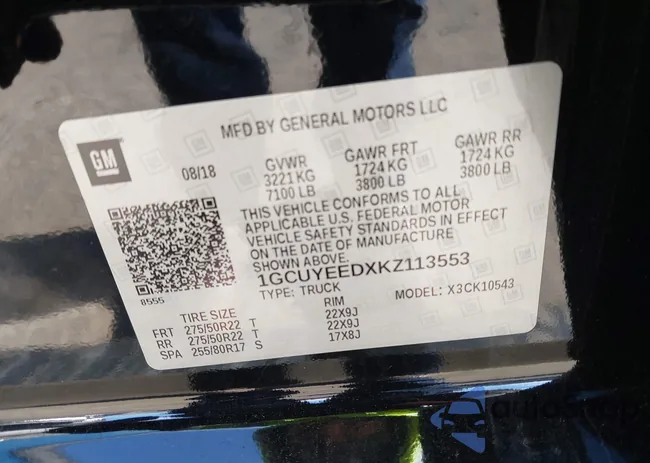 MFD BY GENERAL MOTORS LLC
GM
08/18
GVWR
3221 KG
7100 LB
GAWR FRT
1724 KG
3800 LB
GAWR RR
1724 KG
3800 LB
THIS VEHICLE CONFORMS TO ALL
APPLICABLE U.S. FEDERAL MOTOR
VEHICLE SAFETY STANDARDS IN EFFECT
ON THE DATE OF MANUFACTURE
SHOWN ABOVE.
1GCUYEEDXKZ113553
TYPE: TRUCK MODEL: X3CK10543
8555
TIRE SIZE RIM
FRT 275/50R22 T 22X9J
RR 275/50R22 T 22X9J
SPA 255/80R17 S 17X8J